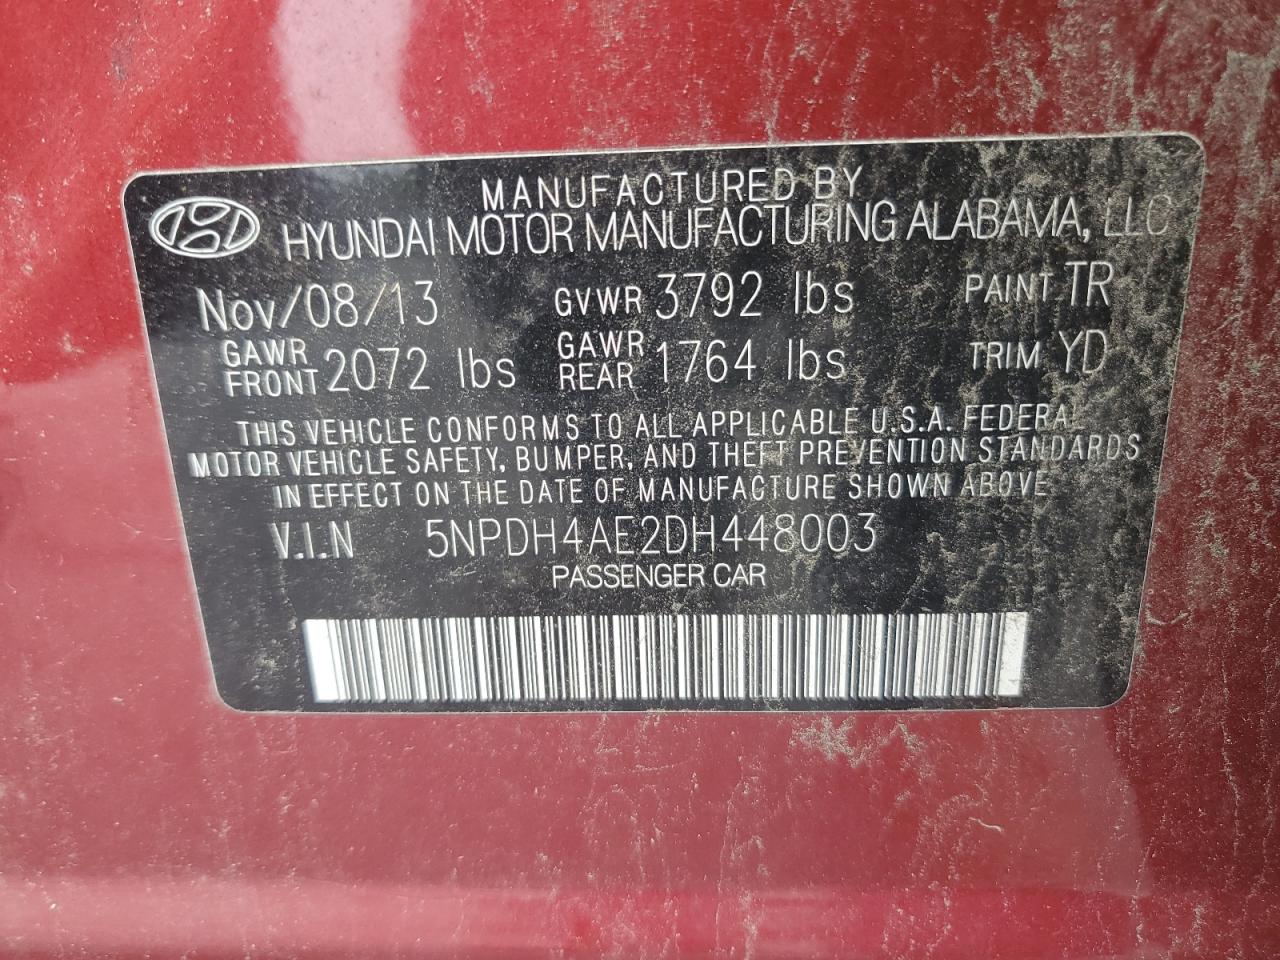 MANUFACTURED BY
HYUNDAI MOTOR MANUFACTURING ALABAMA, LLC
Nov/08/13 GVWR 3792 lbs PAINT TR
GAWR FRONT 2072 lbs GAWR REAR 1764 lbs TRIM YD
THIS VEHICLE CONFORMS TO ALL APPLICABLE U.S.A. FEDERAL
MOTOR VEHICLE SAFETY, BUMPER, AND THEFT PREVENTION STANDARDS
IN EFFECT ON THE DATE OF MANUFACTURE SHOWN ABOVE
V.I.N 5NPDH4AE2DH448003
PASSENGER CAR